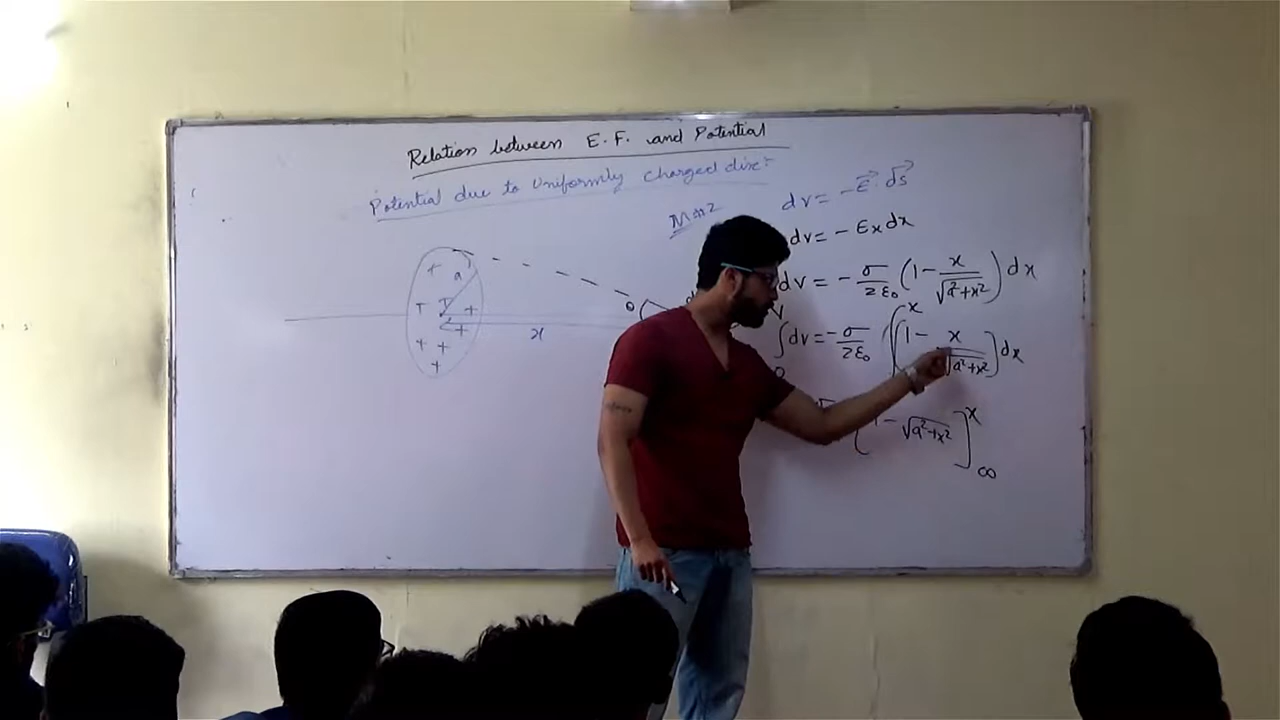 Relation between E.F. and Potential
Potential due to Uniformly charged disc:-
M#2
dv = -E⃗.ds⃗
dv = - Ex dx
dv = - σ/2ε₀ (1 - x/√a²+x²) dx
∫ dv = -σ/2ε₀ ∫ [1 - x/√a²+x²] dx
- √a²+x² ]
x
∞
+ a
+ +
+
+ +
+
x
θ